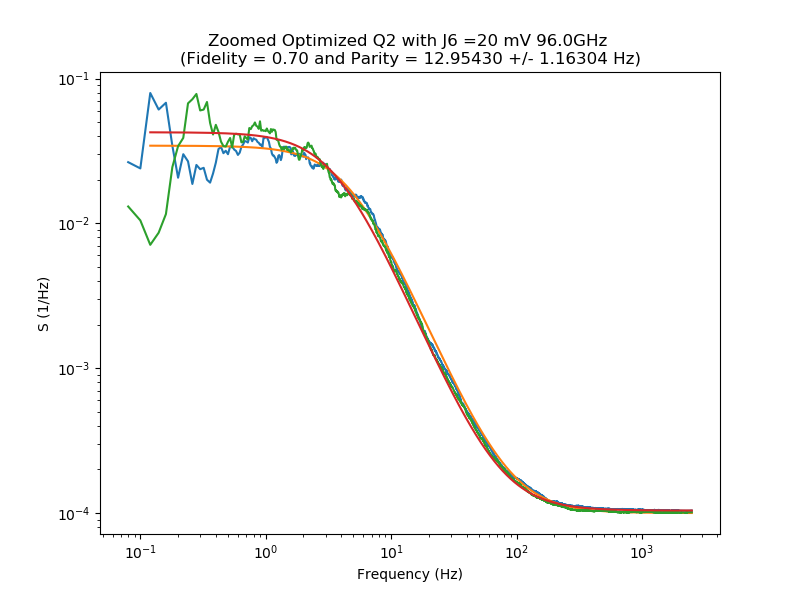 Zoomed Optimized Q2 with J6 =20 mV 96.0GHz
(Fidelity = 0.70 and Parity = 12.95430 +/- 1.16304 Hz)
10⁻¹
10⁻²
10⁻³
10⁻⁴
S (1/Hz)
10⁻¹ 10⁰ 10¹ 10² 10³
Frequency (Hz)